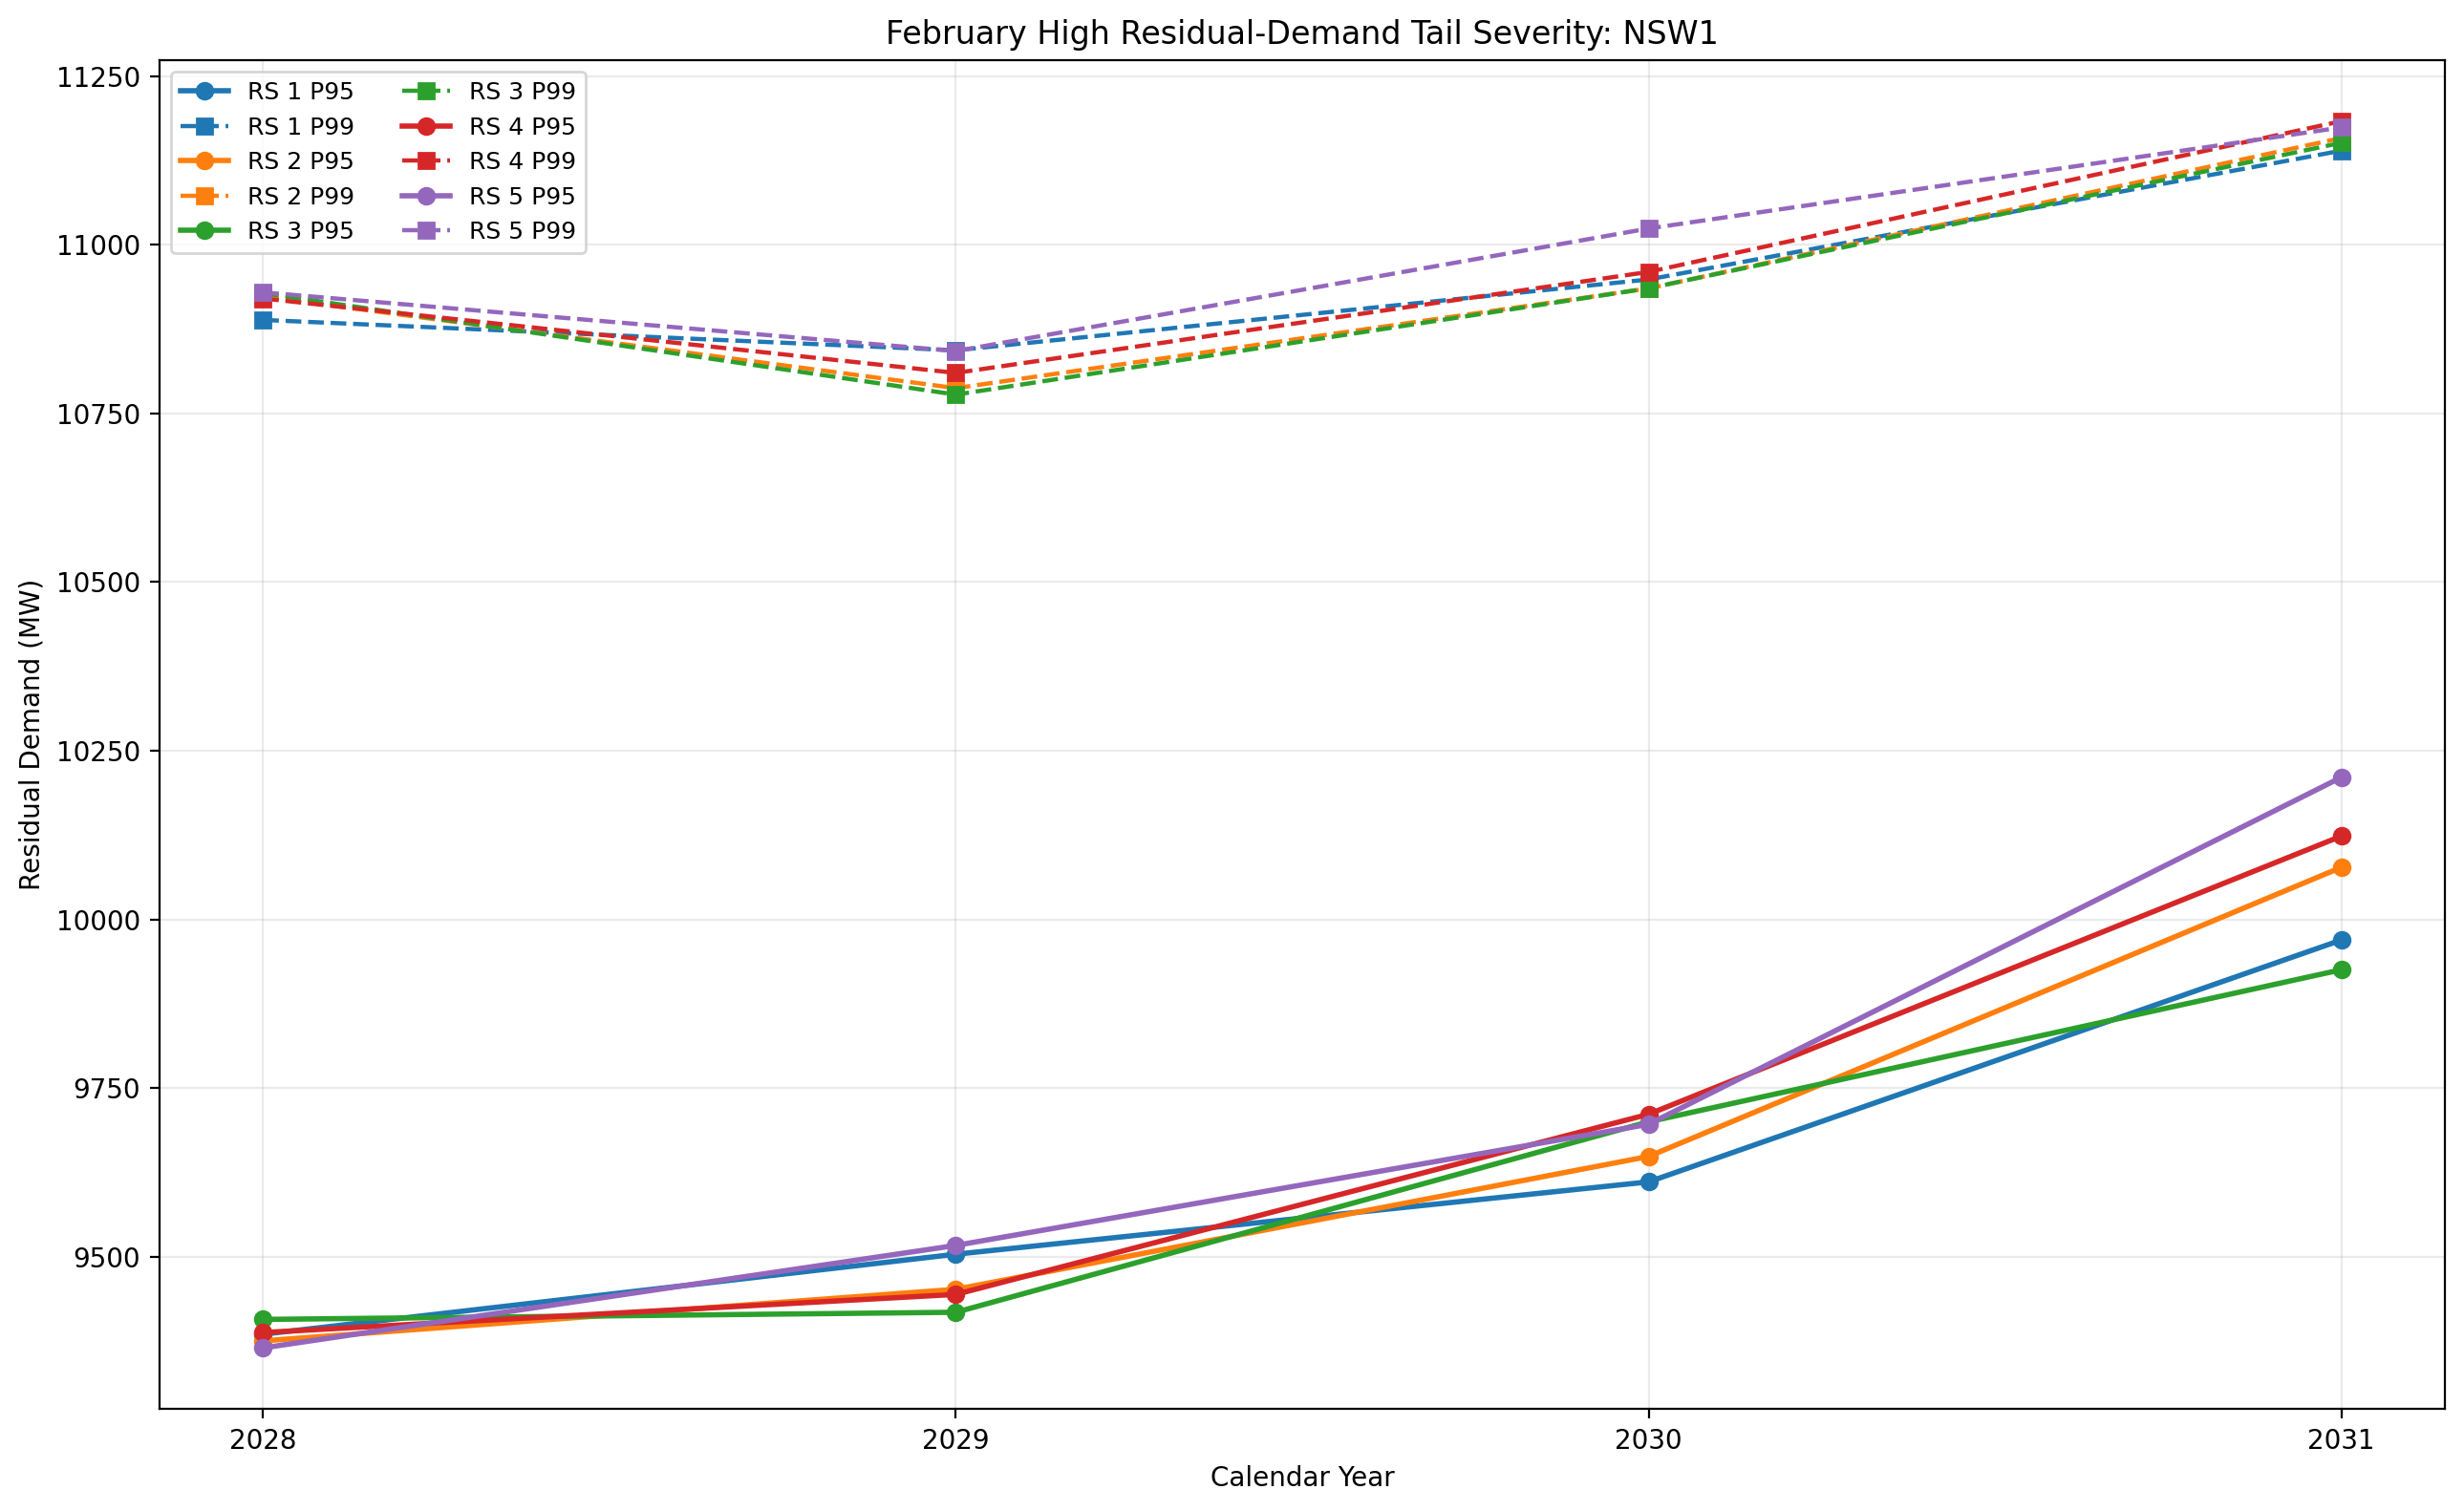 February High Residual-Demand Tail Severity: NSW1
RS 1 P95
RS 1 P99
RS 2 P95
RS 2 P99
RS 3 P95
RS 3 P99
RS 4 P95
RS 4 P99
RS 5 P95
RS 5 P99
Residual Demand (MW)
11250
11000
10750
10500
10250
10000
9750
9500
2028
2029
2030
2031
Calendar Year